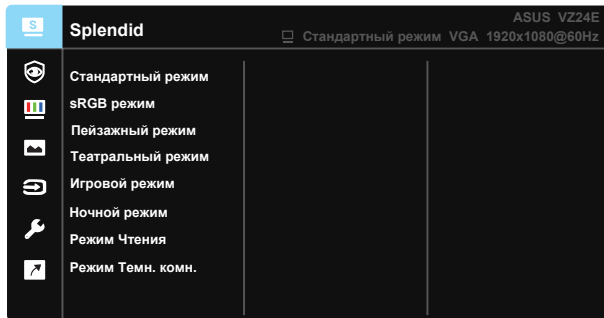 S
Splendid
ASUS VZ24E
Стандартный режим VGA 1920x1080@60Hz
Стандартный режим
sRGB режим
Пейзажный режим
Театральный режим
Игровой режим
Ночной режим
Режим Чтения
Режим Темн. комн.